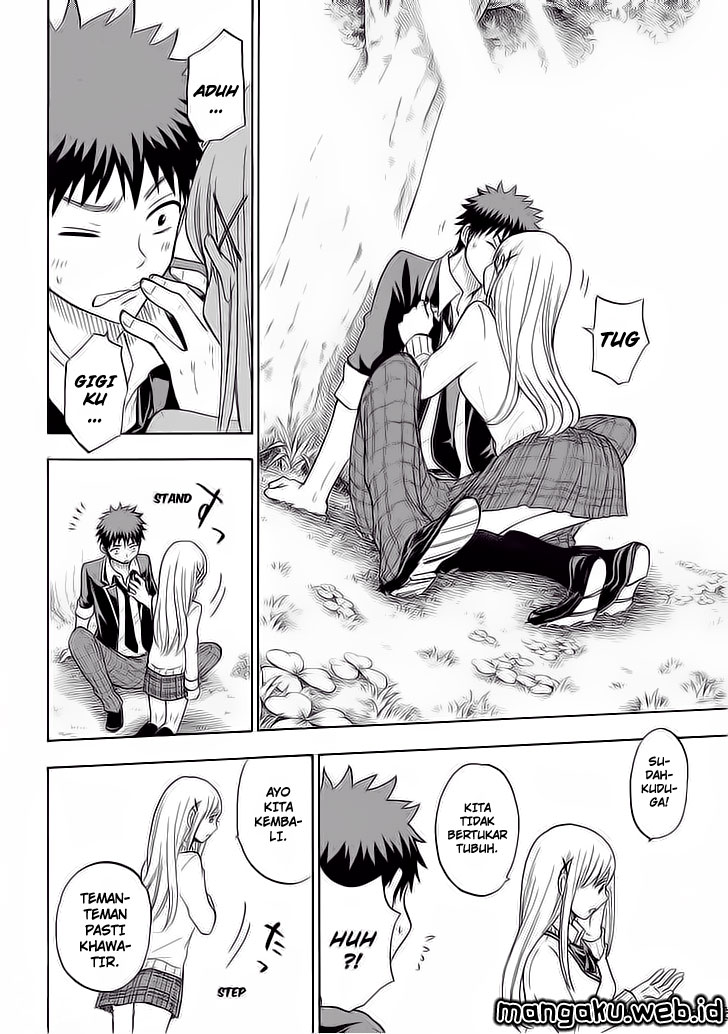 TUG
ADUH
...
GIGI
KU
...
STAND
SU-
DAH-
KUDU-
GA!
KITA
TIDAK
BERTUKAR
TUBUH.
HUH
?!
AYO
KITA
KEMBA-
LI.
TEMAN-
TEMAN
PASTI
KHAWA-
TIR.
STEP
mangaku.web.id